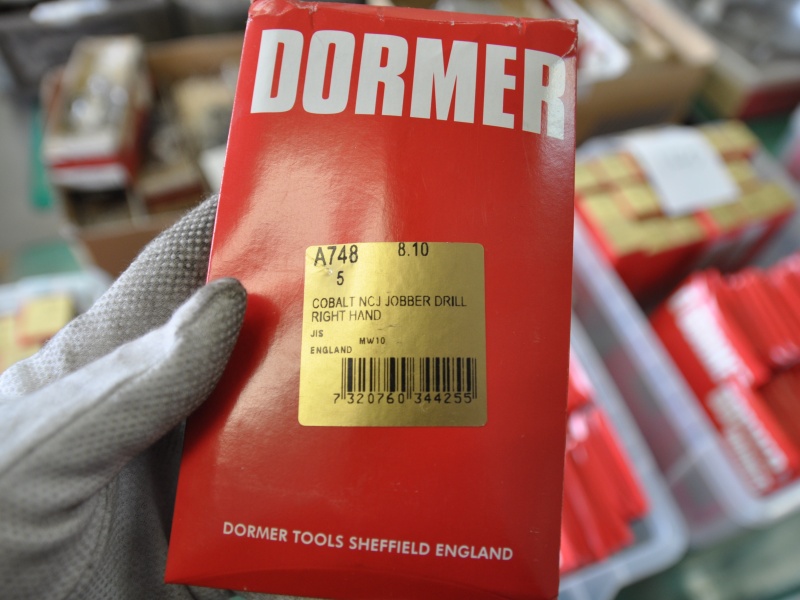 DORMER
A748 8.10
5
COBALT NCJ JOBBER DRILL
RIGHT HAND
JIS
MW10
ENGLAND
7 320760 344255
DORMER TOOLS SHEFFIELD ENGLAND